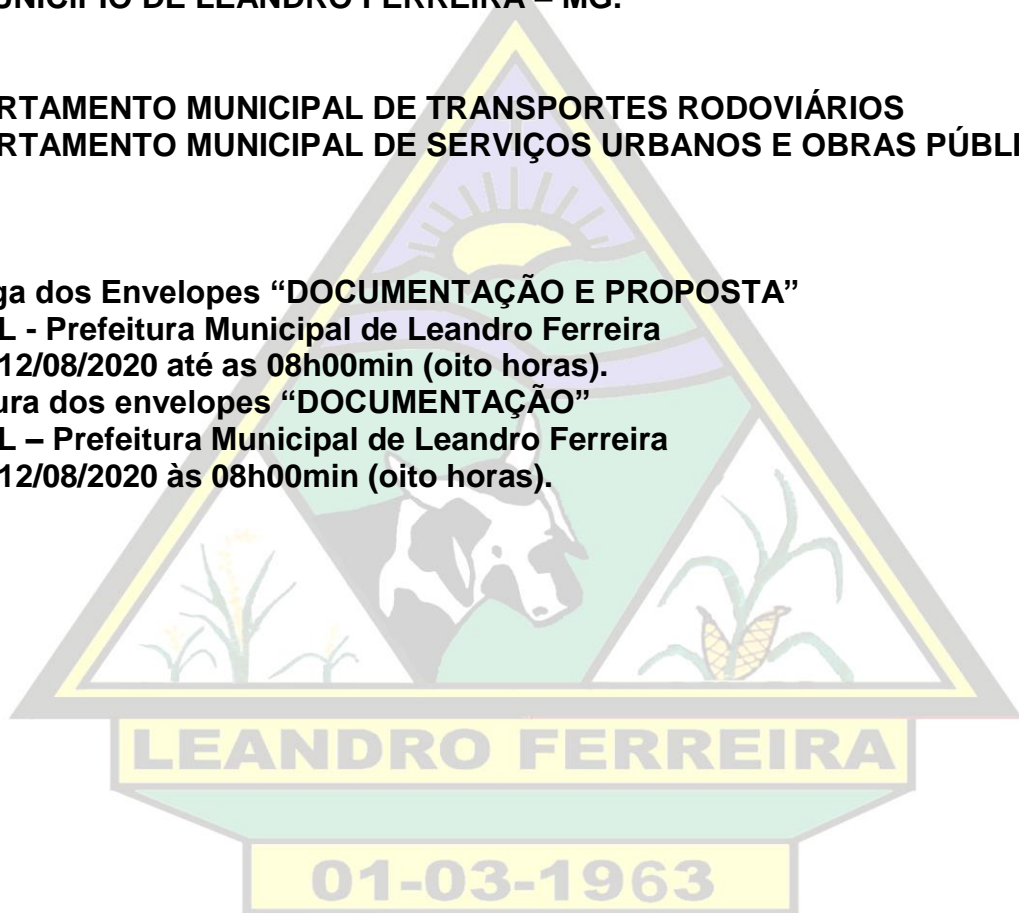 UNICÍPIO DE LEANDRO FERREIRA – MG.
RTAMENTO MUNICIPAL DE TRANSPORTES RODOVIÁRIOS
RTAMENTO MUNICIPAL DE SERVIÇOS URBANOS E OBRAS PÚBLI
ga dos Envelopes “DOCUMENTAÇÃO E PROPOSTA”
L - Prefeitura Municipal de Leandro Ferreira
12/08/2020 até as 08h00min (oito horas).
ura dos envelopes “DOCUMENTAÇÃO”
L – Prefeitura Municipal de Leandro Ferreira
12/08/2020 às 08h00min (oito horas).
LEANDRO FERREIRA
01-03-1963